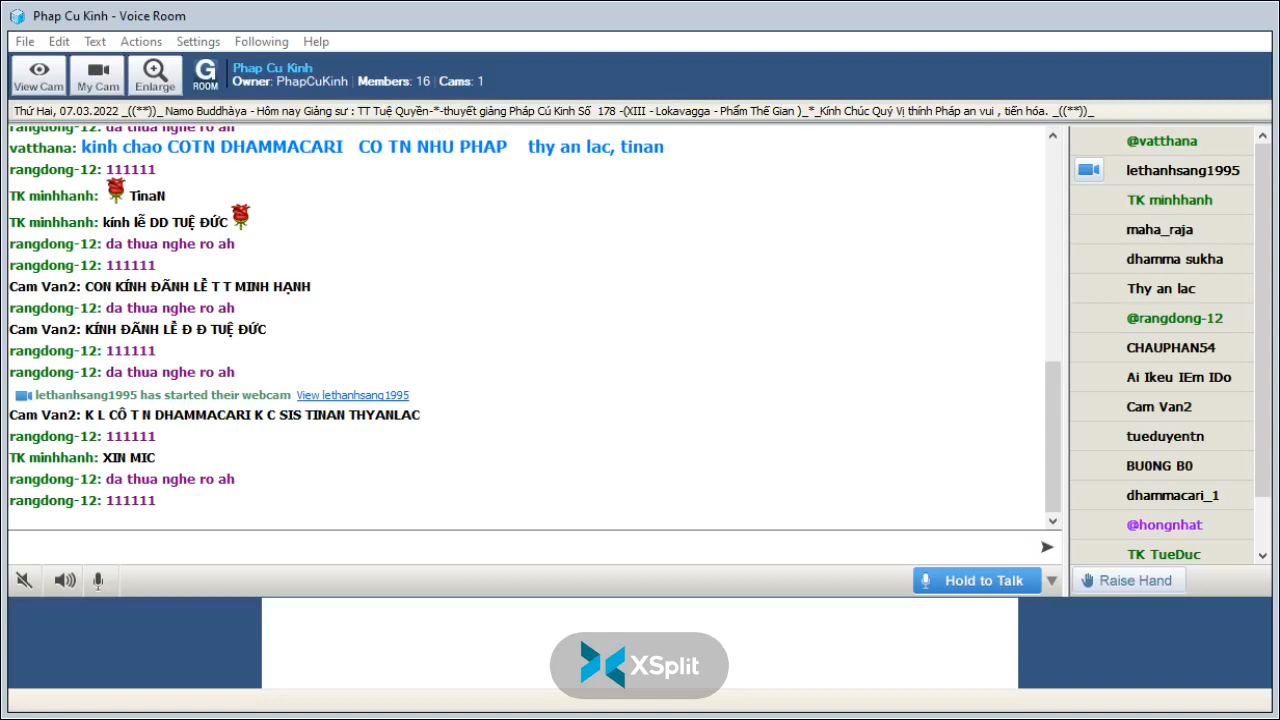 Phap Cu Kinh - Voice Room
File Edit Text Actions Settings Following Help
View Cam
My Cam
Enlarge
G ROOM
Phap Cu Kinh
Owner: PhapCuKinh | Members: 16 | Cams: 1
Thứ Hai, 07.03.2022 _((**))_ Namo Buddhàya - Hôm nay Giảng sư : TT Tuệ Quyền-*-thuyết giảng Pháp Cú Kinh Số 178 -(XIII - Lokavagga - Phẩm Thế Gian )_*_Kính Chúc Quý Vị thính Pháp an vui , tiến hóa. _((**))_
rangdong-12: da thua nghe ro ah
vatthana: kinh chao COTN DHAMMACARI CO TN NHU PHAP thy an lac, tinan
rangdong-12: 111111
TK minhhanh: TinaN
TK minhhanh: kính lễ DD TUỆ ĐỨC
rangdong-12: da thua nghe ro ah
rangdong-12: 111111
Cam Van2: CON KÍNH ĐÃNH LỄ T T MINH HẠNH
rangdong-12: da thua nghe ro ah
Cam Van2: KÍNH ĐÃNH LỄ Đ Đ TUỆ ĐỨC
rangdong-12: 111111
rangdong-12: da thua nghe ro ah
lethanhsang1995 has started their webcam View lethanhsang1995
Cam Van2: K L CÔ T N DHAMMACARI K C SIS TINAN THYANLAC
rangdong-12: 111111
TK minhhanh: XIN MIC
rangdong-12: da thua nghe ro ah
rangdong-12: 111111
@vatthana
lethanhsang1995
TK minhhanh
maha_raja
dhamma sukha
Thy an lac
@rangdong-12
CHAUPHAN54
Ai Ikeu IEm IDo
Cam Van2
tueduyentn
BU0NG B0
dhammacari_1
@hongnhat
TK TueDuc
Hold to Talk
Raise Hand
XSplit